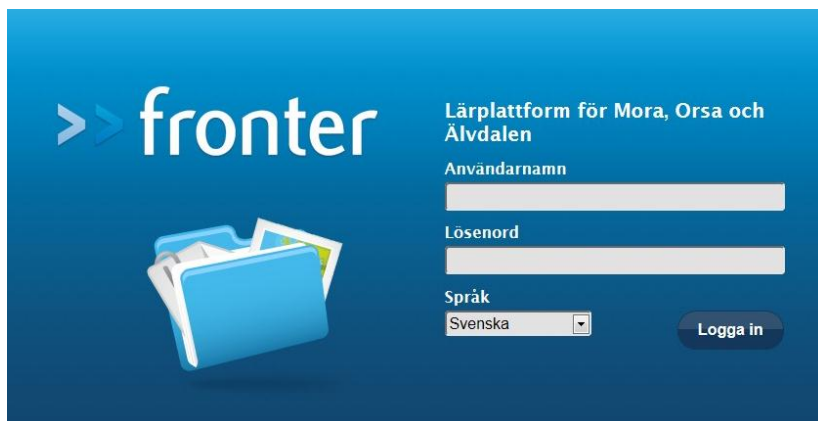 >> fronter
Lärplattform för Mora, Orsa och
Älvdalen
Användarnamn
Lösenord
Språk
Svenska
Logga in